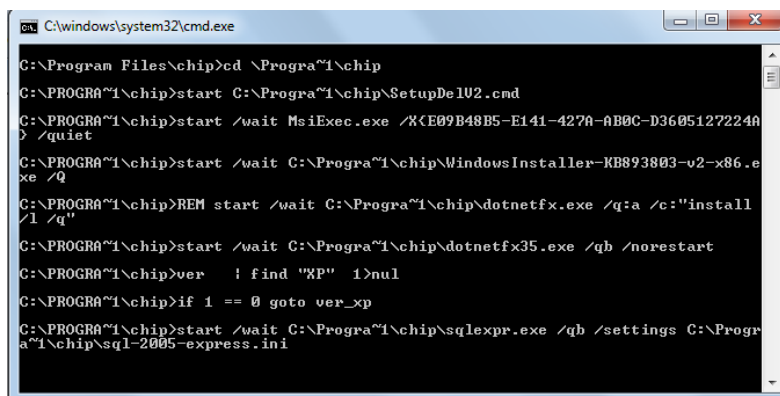 C:\windows\system32\cmd.exe
C:\Program Files\chip>cd \Progra~1\chip
C:\PROGRA~1\chip>start C:\Progra~1\chip\SetupDelV2.cmd
C:\PROGRA~1\chip>start /wait MsiExec.exe /X{E09B48B5-E141-427A-AB0C-D3605127224A
} /quiet
C:\PROGRA~1\chip>start /wait C:\Progra~1\chip\WindowsInstaller-KB893803-v2-x86.e
xe /Q
C:\PROGRA~1\chip>REM start /wait C:\Progra~1\chip\dotnetfx.exe /q:a /c:"install
/l /q"
C:\PROGRA~1\chip>start /wait C:\Progra~1\chip\dotnetfx35.exe /qb /norestart
C:\PROGRA~1\chip>ver   | find "XP"  1>nul
C:\PROGRA~1\chip>if 1 == 0 goto ver_xp
C:\PROGRA~1\chip>start /wait C:\Progra~1\chip\sqlexpr.exe /qb /settings C:\Progr
a~1\chip\sql-2005-express.ini